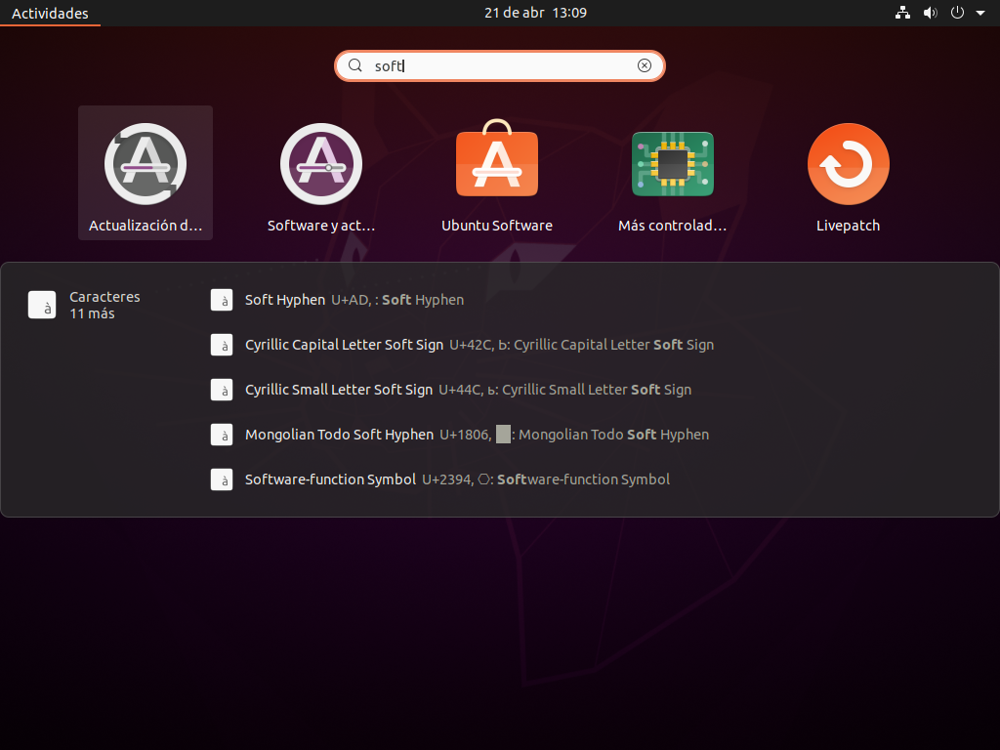 Actividades
21 de abr 13:09
soft
Actualización d...
Software y act...
Ubuntu Software
Más controlad...
Livepatch
Caracteres
11 más
à
Soft Hyphen U+AD, : Soft Hyphen
Cyrillic Capital Letter Soft Sign U+42C, Ь: Cyrillic Capital Letter Soft Sign
Cyrillic Small Letter Soft Sign U+44C, ь: Cyrillic Small Letter Soft Sign
Mongolian Todo Soft Hyphen U+1806, : Mongolian Todo Soft Hyphen
Software-function Symbol U+2394, ⎔: Software-function Symbol